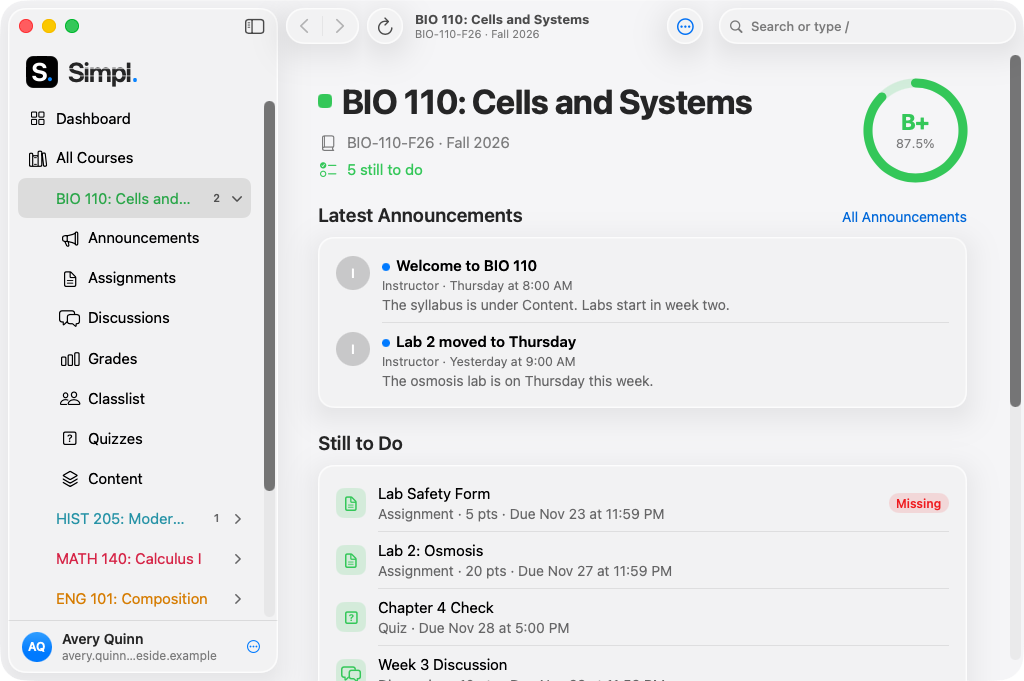 S. Simpl.
Dashboard
All Courses
BIO 110: Cells and... 2
Announcements
Assignments
Discussions
Grades
Classlist
Quizzes
Content
HIST 205: Moder... 1
MATH 140: Calculus I
ENG 101: Composition
AQ
Avery Quinn
avery.quinn...eside.example
BIO 110: Cells and Systems
BIO-110-F26 · Fall 2026
Search or type /
BIO 110: Cells and Systems
BIO-110-F26 · Fall 2026
5 still to do
B+
87.5%
Latest Announcements
All Announcements
I
Welcome to BIO 110
Instructor · Thursday at 8:00 AM
The syllabus is under Content. Labs start in week two.
I
Lab 2 moved to Thursday
Instructor · Yesterday at 9:00 AM
The osmosis lab is on Thursday this week.
Still to Do
Lab Safety Form
Assignment · 5 pts · Due Nov 23 at 11:59 PM
Missing
Lab 2: Osmosis
Assignment · 20 pts · Due Nov 27 at 11:59 PM
Chapter 4 Check
Quiz · Due Nov 28 at 5:00 PM
Week 3 Discussion